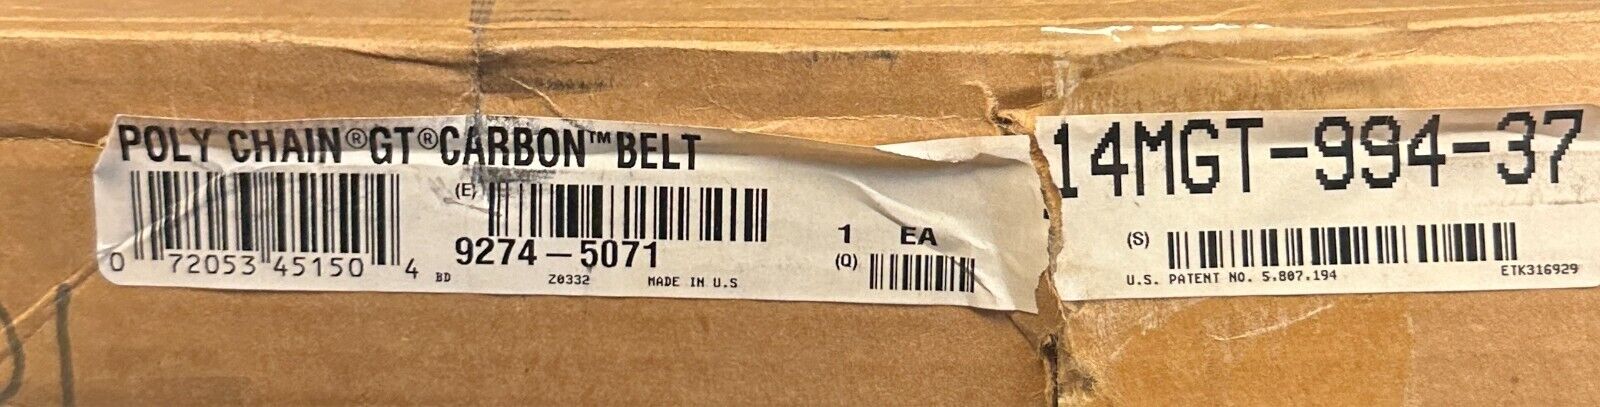 POLY CHAIN®GT®CARBON™BELT
14MGT-994-37
(E)
9274-5071
0 72053 45150 4
BD Z0332 MADE IN U.S
1 EA
(Q)
(S)
U.S. PATENT NO. 5.807.194
ETK316929